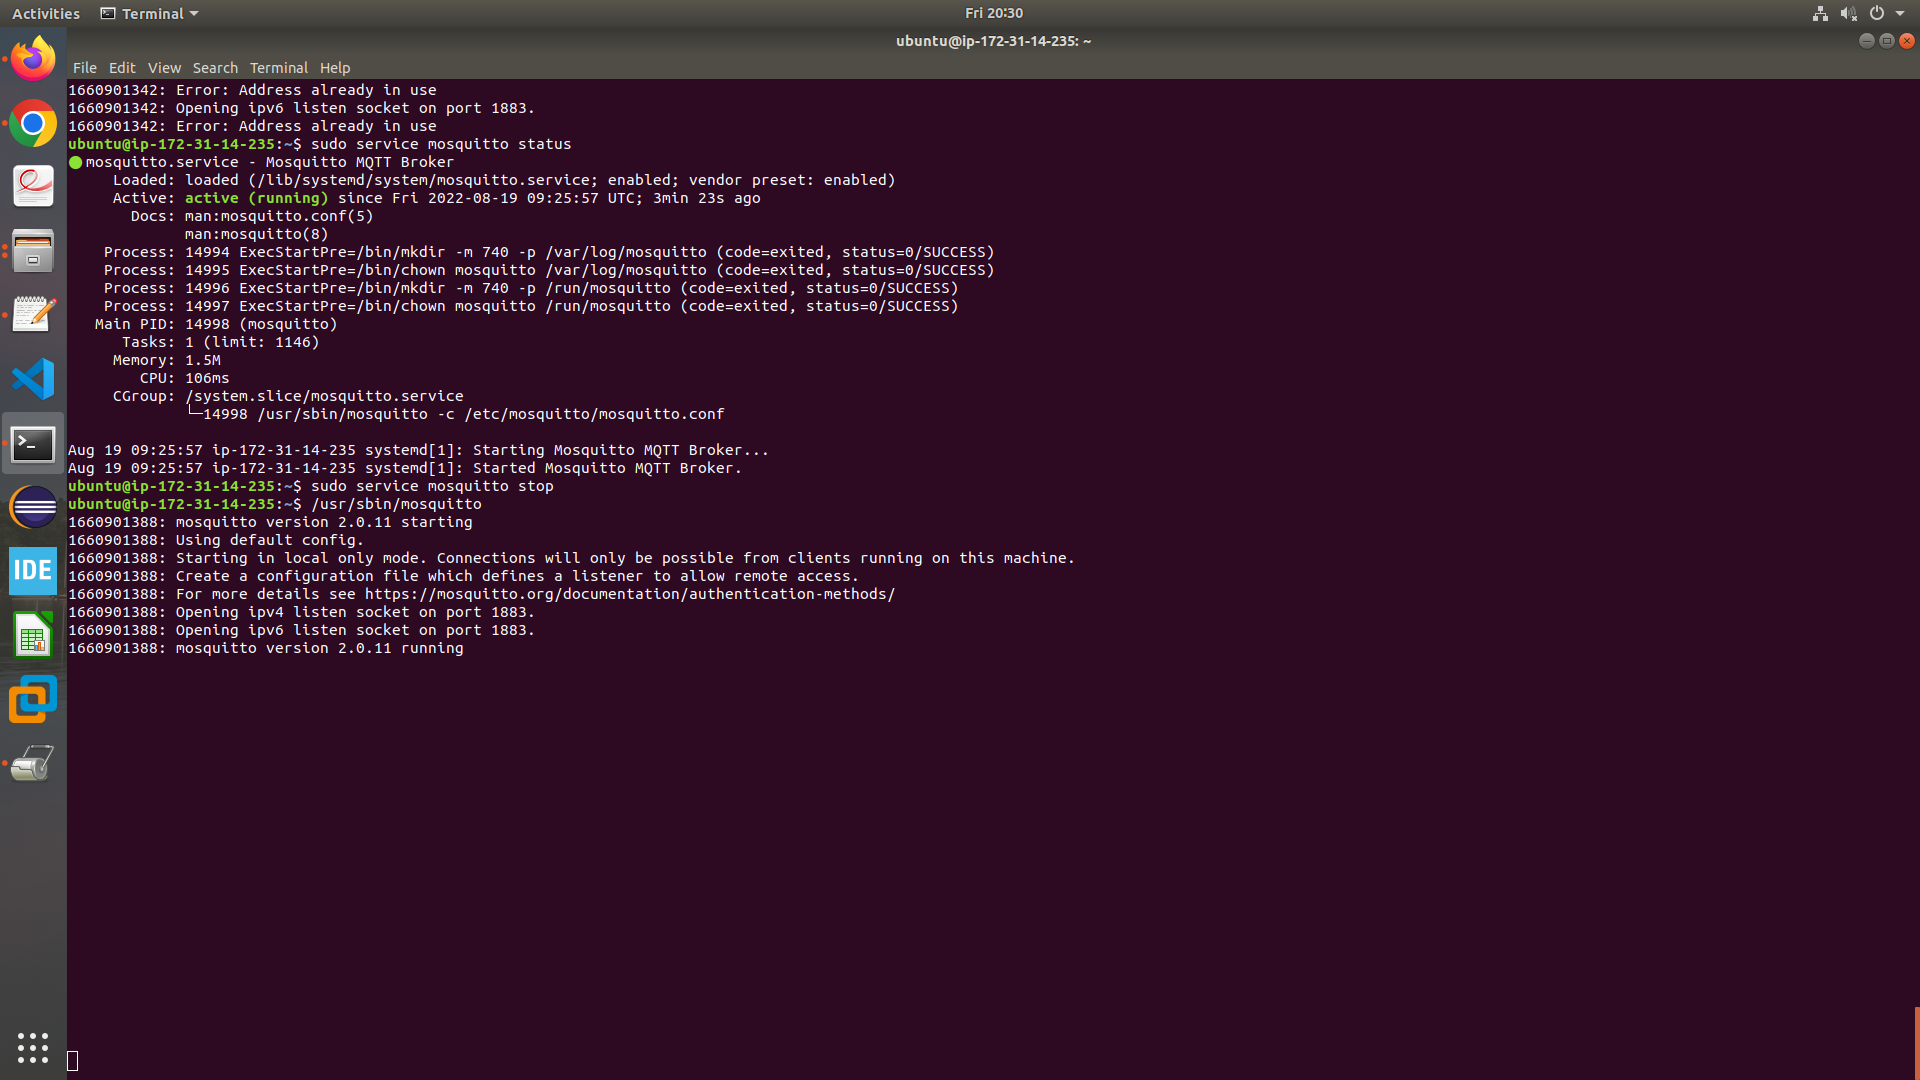 Activities
Terminal
Fri 20:30
ubuntu@ip-172-31-14-235: ~
File Edit View Search Terminal Help
1660901342: Error: Address already in use
1660901342: Opening ipv6 listen socket on port 1883.
1660901342: Error: Address already in use
ubuntu@ip-172-31-14-235:~$ sudo service mosquitto status
● mosquitto.service - Mosquitto MQTT Broker
     Loaded: loaded (/lib/systemd/system/mosquitto.service; enabled; vendor preset: enabled)
     Active: active (running) since Fri 2022-08-19 09:25:57 UTC; 3min 23s ago
       Docs: man:mosquitto.conf(5)
             man:mosquitto(8)
    Process: 14994 ExecStartPre=/bin/mkdir -m 740 -p /var/log/mosquitto (code=exited, status=0/SUCCESS)
    Process: 14995 ExecStartPre=/bin/chown mosquitto /var/log/mosquitto (code=exited, status=0/SUCCESS)
    Process: 14996 ExecStartPre=/bin/mkdir -m 740 -p /run/mosquitto (code=exited, status=0/SUCCESS)
    Process: 14997 ExecStartPre=/bin/chown mosquitto /run/mosquitto (code=exited, status=0/SUCCESS)
   Main PID: 14998 (mosquitto)
      Tasks: 1 (limit: 1146)
     Memory: 1.5M
        CPU: 106ms
     CGroup: /system.slice/mosquitto.service
             └─14998 /usr/sbin/mosquitto -c /etc/mosquitto/mosquitto.conf
Aug 19 09:25:57 ip-172-31-14-235 systemd[1]: Starting Mosquitto MQTT Broker...
Aug 19 09:25:57 ip-172-31-14-235 systemd[1]: Started Mosquitto MQTT Broker.
ubuntu@ip-172-31-14-235:~$ sudo service mosquitto stop
ubuntu@ip-172-31-14-235:~$ /usr/sbin/mosquitto
1660901388: mosquitto version 2.0.11 starting
1660901388: Using default config.
1660901388: Starting in local only mode. Connections will only be possible from clients running on this machine.
1660901388: Create a configuration file which defines a listener to allow remote access.
1660901388: For more details see https://mosquitto.org/documentation/authentication-methods/
1660901388: Opening ipv4 listen socket on port 1883.
1660901388: Opening ipv6 listen socket on port 1883.
1660901388: mosquitto version 2.0.11 running
IDE